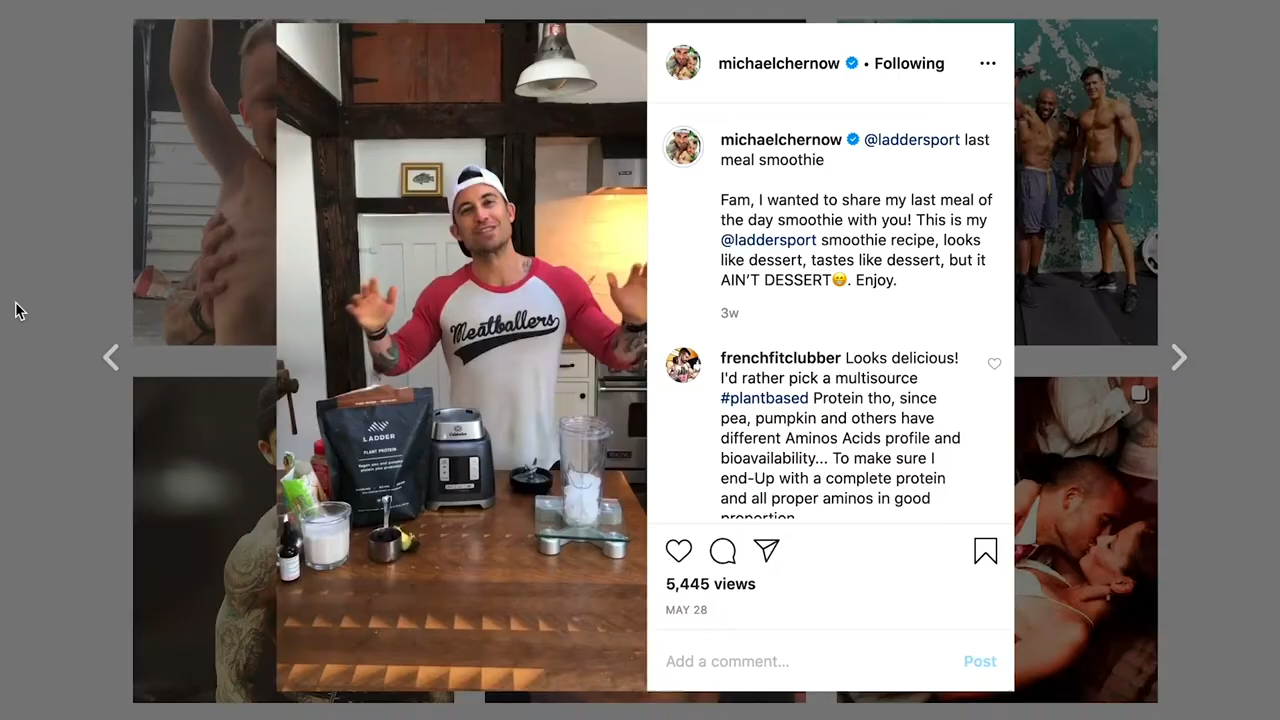 michaelchernow • Following
michaelchernow @laddersport last
meal smoothie
Fam, I wanted to share my last meal of
the day smoothie with you! This is my
@laddersport smoothie recipe, looks
like dessert, tastes like dessert, but it
AIN’T DESSERT😁. Enjoy.
3w
frenchfitclubber Looks delicious!
I'd rather pick a multisource
#plantbased Protein tho, since
pea, pumpkin and others have
different Aminos Acids profile and
bioavailability... To make sure I
end-Up with a complete protein
and all proper aminos in good
proportion
5,445 views
MAY 28
Add a comment... Post
Meatballers
LADDER
PLANT PROTEIN